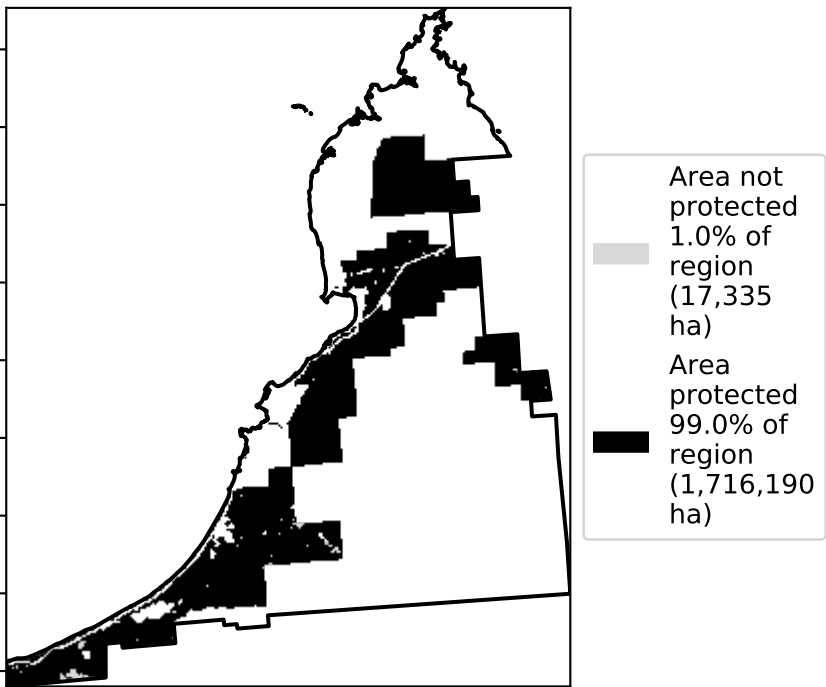 Area not
protected
1.0% of
region
(17,335
ha)
Area
protected
99.0% of
region
(1,716,190
ha)